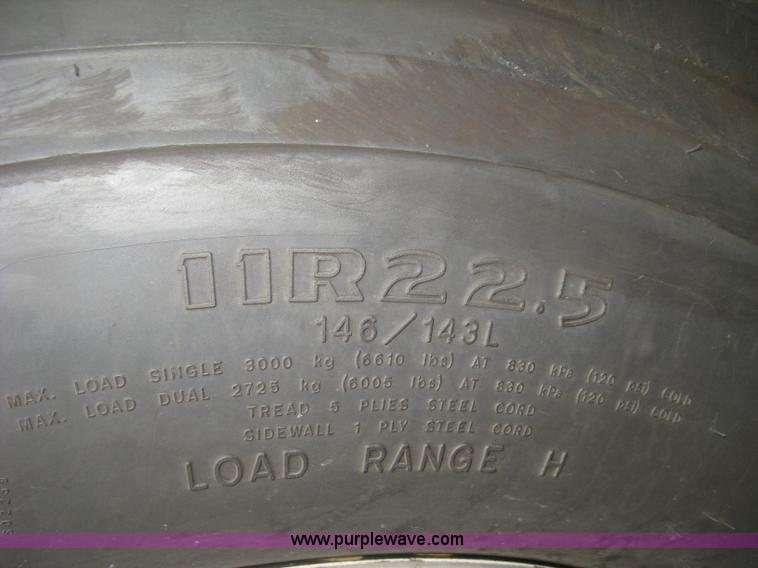 11R22.5
146/143L
MAX. LOAD SINGLE 3000 kg (6610 lbs) AT 830 kPa (120 psi) COLD
MAX. LOAD DUAL 2725 kg (6005 lbs) AT 830 kPa (120 psi) COLD
TREAD 5 PLIES STEEL CORD
SIDEWALL 1 PLY STEEL CORD
LOAD RANGE H
www.purplewave.com